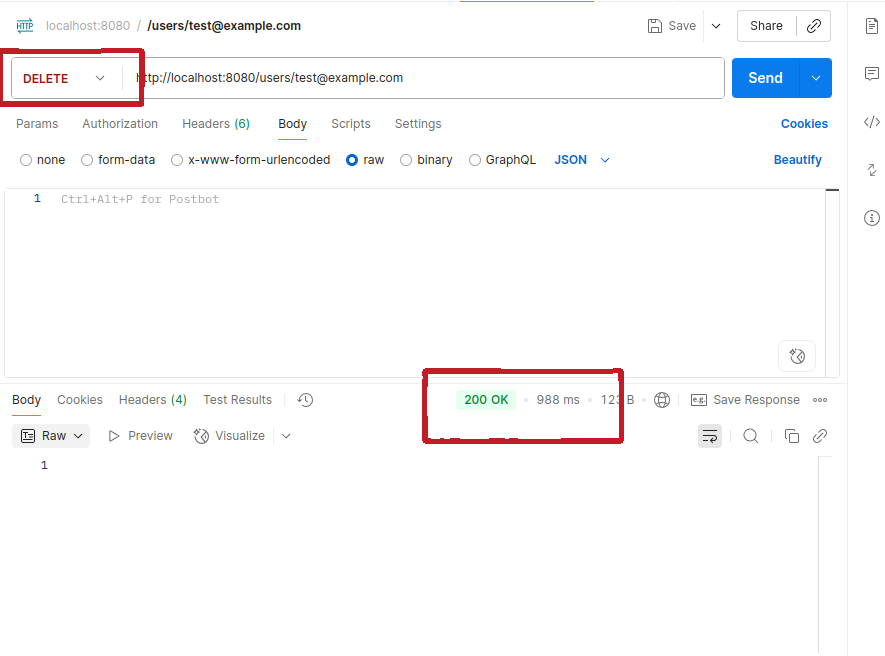 HTTP localhost:8080 / /users/test@example.com Save Share
DELETE http://localhost:8080/users/test@example.com Send
Params Authorization Headers (6) Body Scripts Settings Cookies
none form-data x-www-form-urlencoded raw binary GraphQL JSON Beautify
1 Ctrl+Alt+P for Postbot
Body Cookies Headers (4) Test Results 200 OK 988 ms 123 B e.g. Save Response
Raw Preview Visualize
1